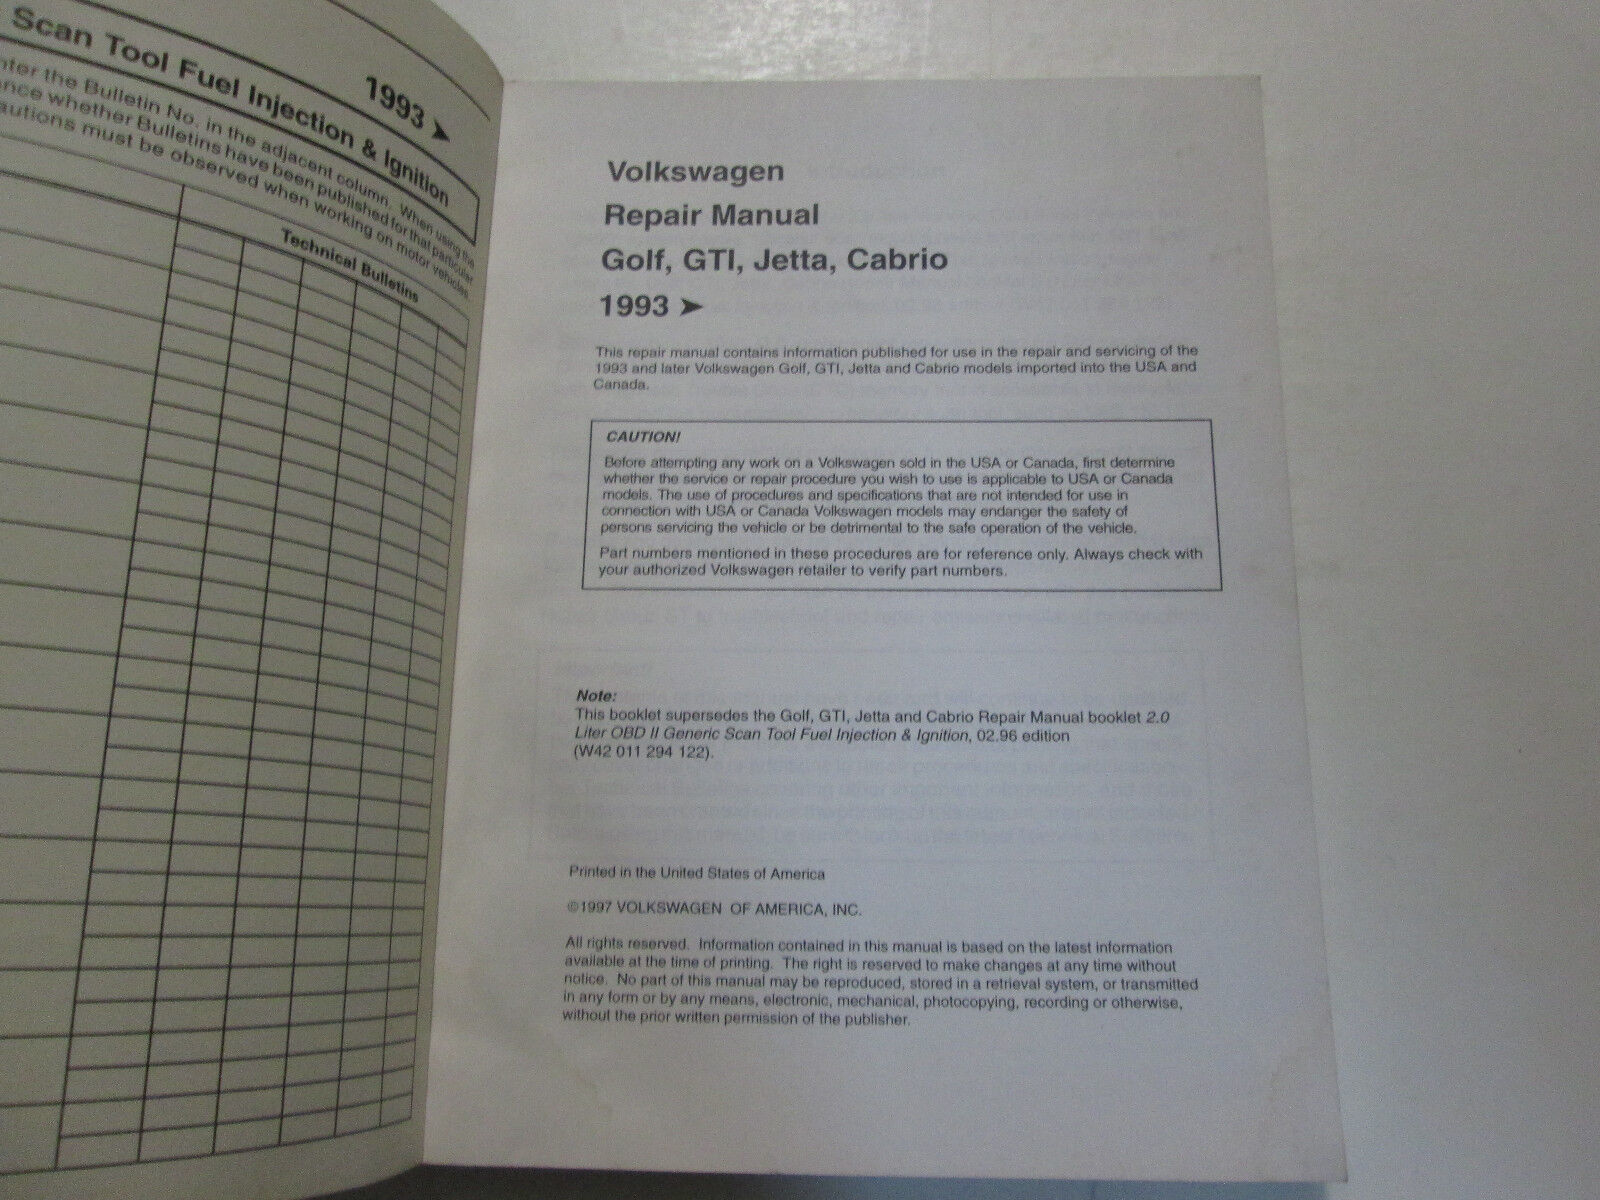 1993 ➤
Scan Tool Fuel Injection & Ignition
the Bulletin No. in the adjacent column. When using the
whether Bulletins have been published for that particular
must be observed when working on motor vehicles.
Technical Bulletins
Volkswagen
Repair Manual
Golf, GTI, Jetta, Cabrio
1993 ➤
This repair manual contains information published for use in the repair and servicing of the
1993 and later Volkswagen Golf, GTI, Jetta and Cabrio models imported into the USA and
Canada.
CAUTION!
Before attempting any work on a Volkswagen sold in the USA or Canada, first determine
whether the service or repair procedure you wish to use is applicable to USA or Canada
models. The use of procedures and specifications that are not intended for use in
connection with USA or Canada Volkswagen models may endanger the safety of
persons servicing the vehicle or be detrimental to the safe operation of the vehicle.
Part numbers mentioned in these procedures are for reference only. Always check with
your authorized Volkswagen retailer to verify part numbers.
Note:
This booklet supersedes the Golf, GTI, Jetta and Cabrio Repair Manual booklet 2.0
Liter OBD II Generic Scan Tool Fuel Injection & Ignition, 02.96 edition
(W42 011 294 122).
Printed in the United States of America
©1997 VOLKSWAGEN OF AMERICA, INC.
All rights reserved. Information contained in this manual is based on the latest information
available at the time of printing. The right is reserved to make changes at any time without
notice. No part of this manual may be reproduced, stored in a retrieval system, or transmitted
in any form or by any means, electronic, mechanical, photocopying, recording or otherwise,
without the prior written permission of the publisher.